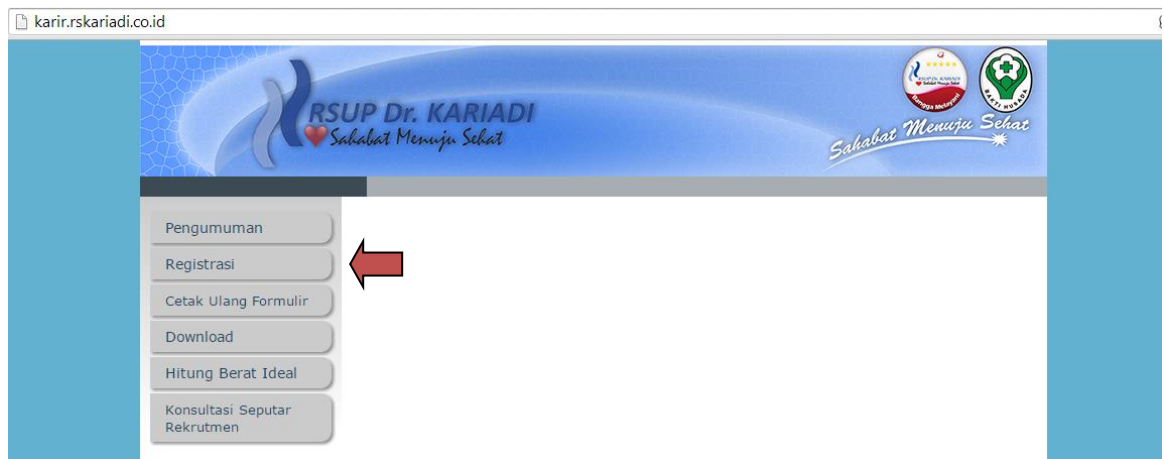 karir.rskariadi.co.id
RSUP Dr. KARIADI
Sahabat Menuju Sehat
Sahabat Menuju Sehat
Pengumuman
Registrasi
Cetak Ulang Formulir
Download
Hitung Berat Ideal
Konsultasi Seputar
Rekrutmen